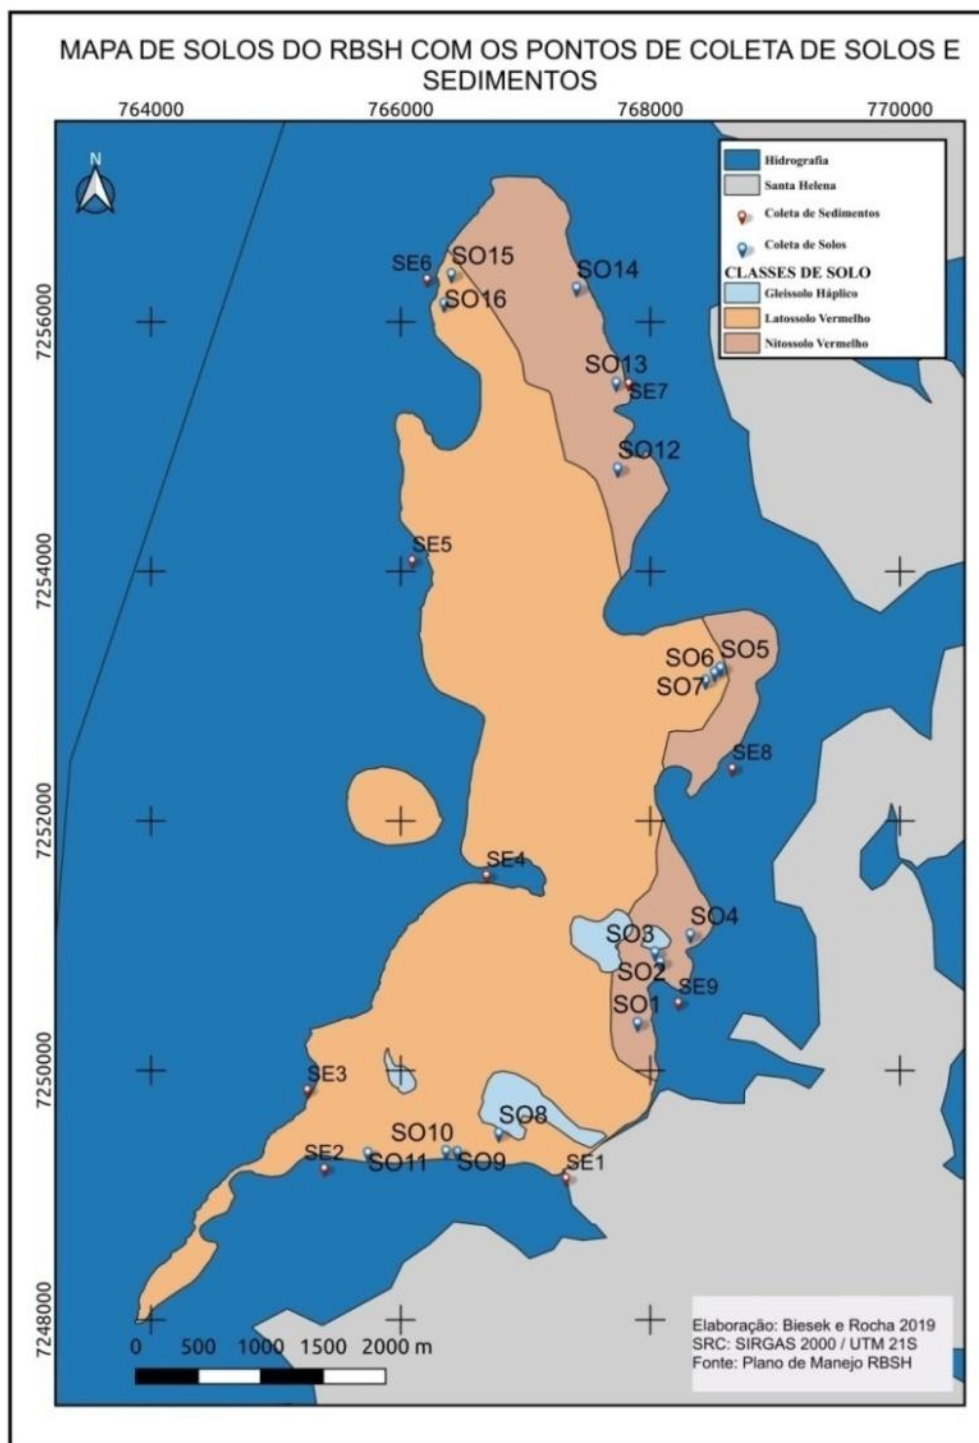 MAPA DE SOLOS DO RBSH COM OS PONTOS DE COLETA DE SOLOS E
SEDIMENTOS
764000 766000 768000 770000
N
Hidrografia
Santa Helena
Coleta de Sedimentos
Coleta de Solos
CLASSES DE SOLO
Gleissolo Háplico
Latossolo Vermelho
Nitossolo Vermelho
7256000
7254000
7252000
7250000
7248000
SE6
SO15
SO16
SO14
SO13
SE7
SO12
SE5
SO6
SO5
SO7
SE8
SE4
SO3
SO4
SO2
SE9
SO1
SE3
SO8
SO10
SE2
SO11
SO9
SE1
0 500 1000 1500 2000 m
Elaboração: Biesek e Rocha 2019
SRC: SIRGAS 2000 / UTM 21S
Fonte: Plano de Manejo RBSH